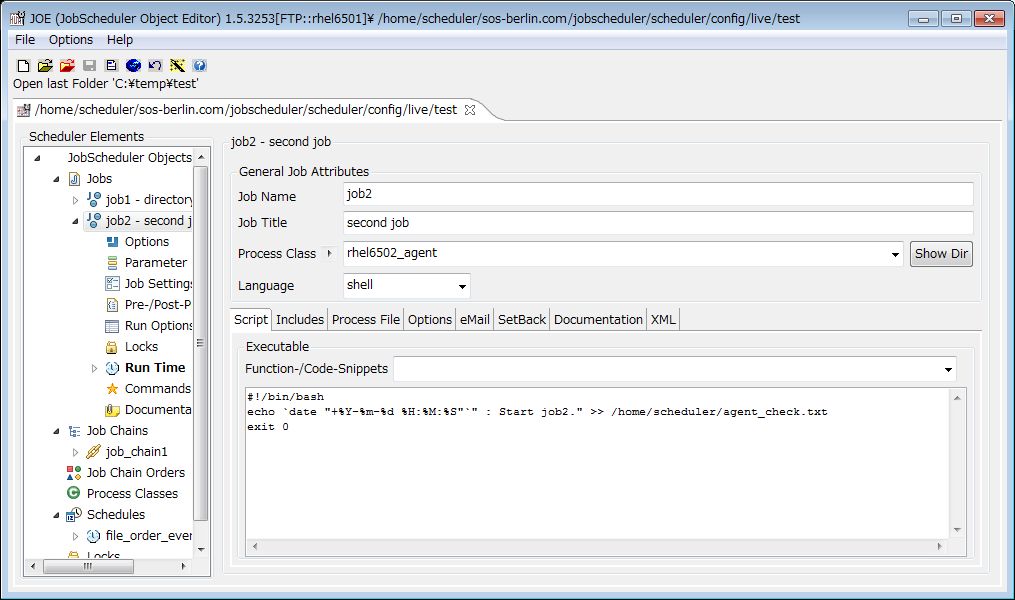 JOE (JobScheduler Object Editor) 1.5.3253[FTP::rhel6501]¥ /home/scheduler/sos-berlin.com/jobscheduler/scheduler/config/live/test
File Options Help
Open last Folder 'C:¥temp¥test'
/home/scheduler/sos-berlin.com/jobscheduler/scheduler/config/live/test
Scheduler Elements
JobScheduler Objects
Jobs
job1 - directory
job2 - second j
Options
Parameter
Job Settings
Pre-/Post-P
Run Options
Locks
Run Time
Commands
Documenta
Job Chains
job_chain1
Job Chain Orders
Process Classes
Schedules
file_order_ever
Locks
job2 - second job
General Job Attributes
Job Name job2
Job Title second job
Process Class rhel6502_agent Show Dir
Language shell
Script Includes Process File Options eMail SetBack Documentation XML
Executable
Function-/Code-Snippets
#!/bin/bash
echo `date "+%Y-%m-%d %H:%M:%S"`" : Start job2." >> /home/scheduler/agent_check.txt
exit 0